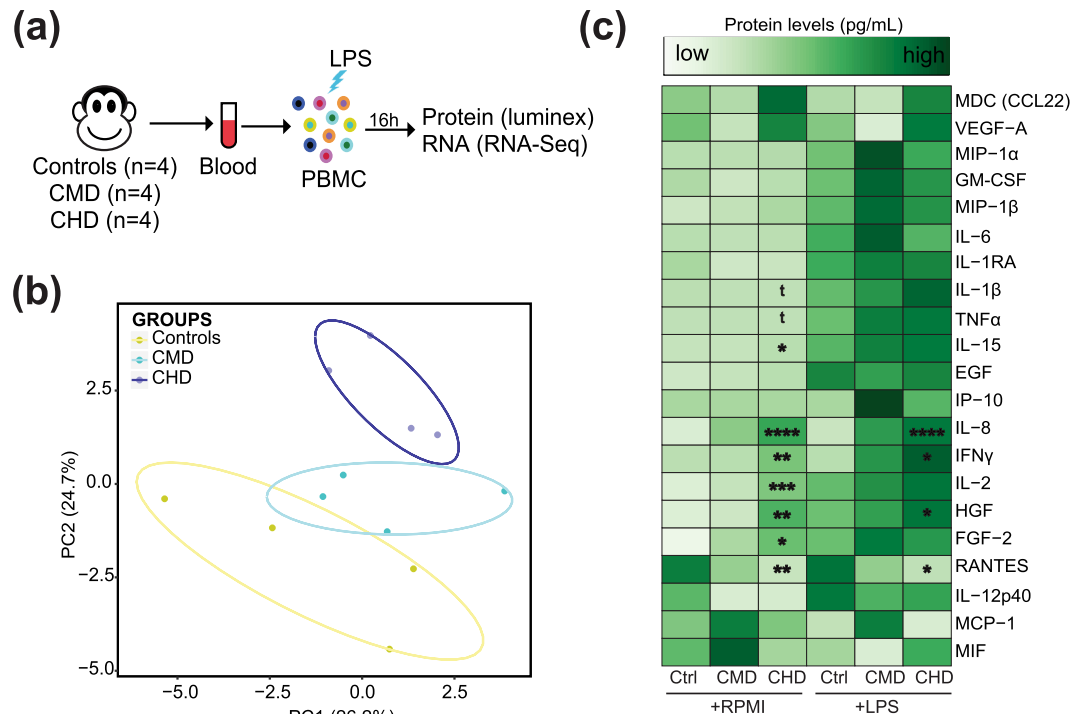 (a)
LPS
16h
Protein (luminex)
RNA (RNA-Seq)
Controls (n=4)
CMD (n=4)
CHD (n=4)
Blood
PBMC
(b)
GROUPS
Controls
CMD
CHD
2.5
0.0
−2.5
−5.0
PC2 (24.7%)
−5.0
−2.5
0.0
2.5
(c)
Protein levels (pg/mL)
low
high
MDC (CCL22)
VEGF−A
MIP−1α
GM−CSF
MIP−1β
IL−6
IL−1RA
t
IL−1β
t
TNFα
*
IL−15
EGF
IP−10
**** ****
IL−8
** *
IFNγ
***
IL−2
** *
HGF
*
FGF−2
** *
RANTES
IL−12p40
MCP−1
MIF
Ctrl CMD CHD Ctrl CMD CHD
+RPMI +LPS